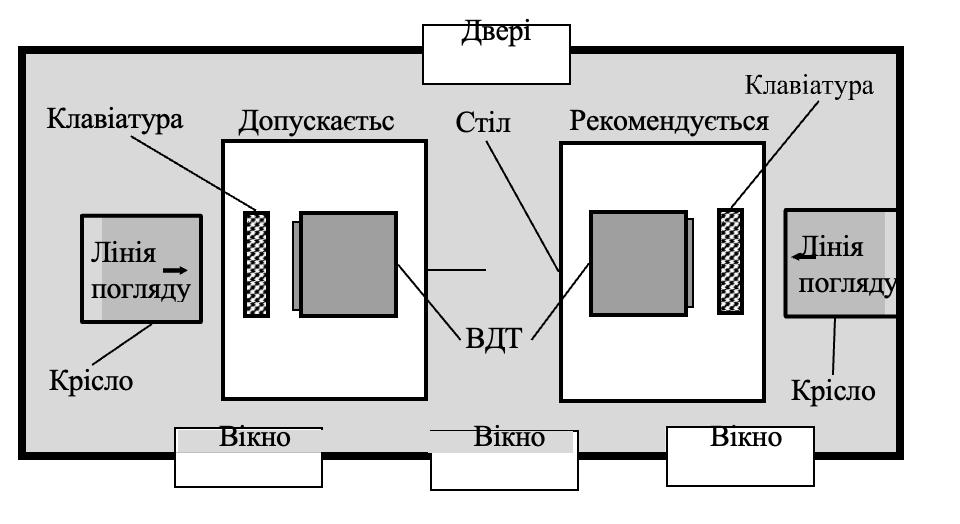 Двері
Клавіатура
Клавіатура
Допускаєтьс
Стіл
Рекомендується
Лінія
погляду
Лінія
погляду
ВДТ
Крісло
Крісло
Вікно
Вікно
Вікно